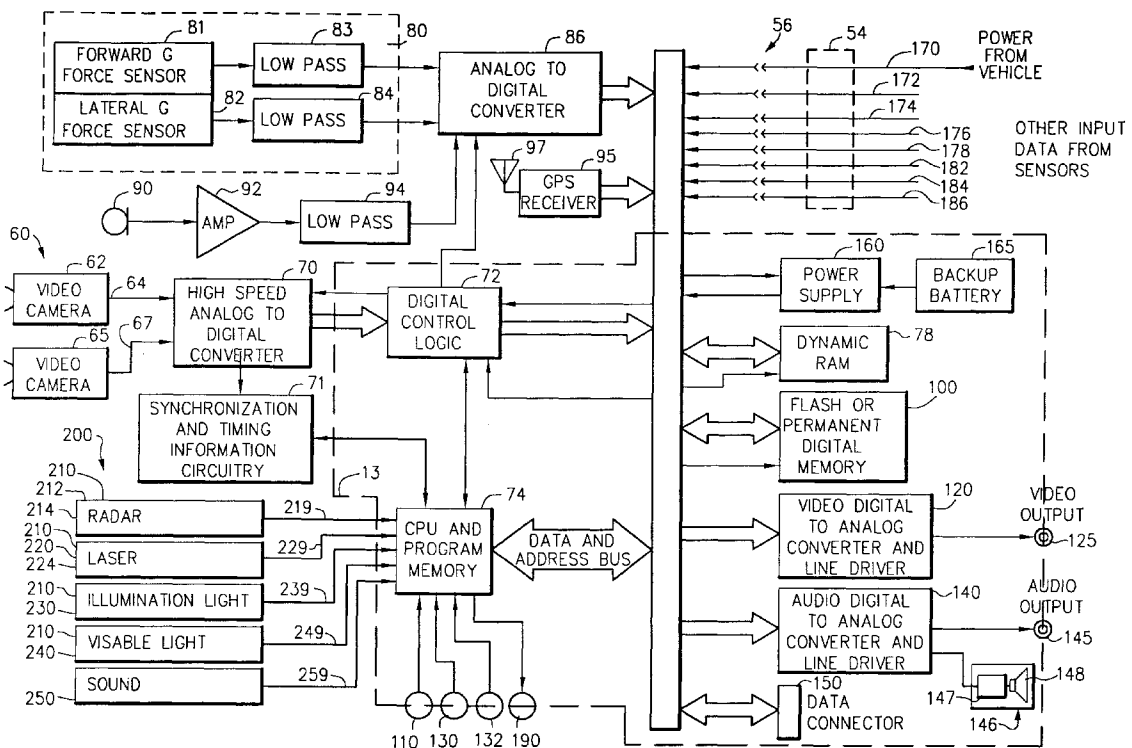 81
83
80
86
56
54
170
POWER
FROM
VEHICLE
FORWARD G
FORCE SENSOR
LOW PASS
ANALOG TO
DIGITAL
CONVERTER
172
LATERAL G
FORCE SENSOR
82
LOW PASS
84
174
176
178
182
184
186
OTHER INPUT
DATA FROM
SENSORS
97
95
GPS
RECEIVER
90
92
AMP
94
LOW PASS
60
62
VIDEO
CAMERA
64
67
65
VIDEO
CAMERA
70
HIGH SPEED
ANALOG TO
DIGITAL
CONVERTER
72
DIGITAL
CONTROL
LOGIC
160
POWER
SUPPLY
165
BACKUP
BATTERY
78
DYNAMIC
RAM
71
SYNCHRONIZATION
AND TIMING
INFORMATION
CIRCUITRY
100
FLASH OR
PERMANENT
DIGITAL
MEMORY
200
13
210
212
214
RADAR
219
74
CPU AND
PROGRAM
MEMORY
DATA AND
ADDRESS BUS
120
VIDEO DIGITAL
TO ANALOG
CONVERTER AND
LINE DRIVER
VIDEO
OUTPUT
125
210
220
224
LASER
229
210
230
ILLUMINATION LIGHT
239
210
240
VISABLE LIGHT
249
140
AUDIO DIGITAL
TO ANALOG
CONVERTER AND
LINE DRIVER
AUDIO
OUTPUT
145
250
SOUND
259
110
130
132
190
150
DATA
CONNECTOR
147
148
146